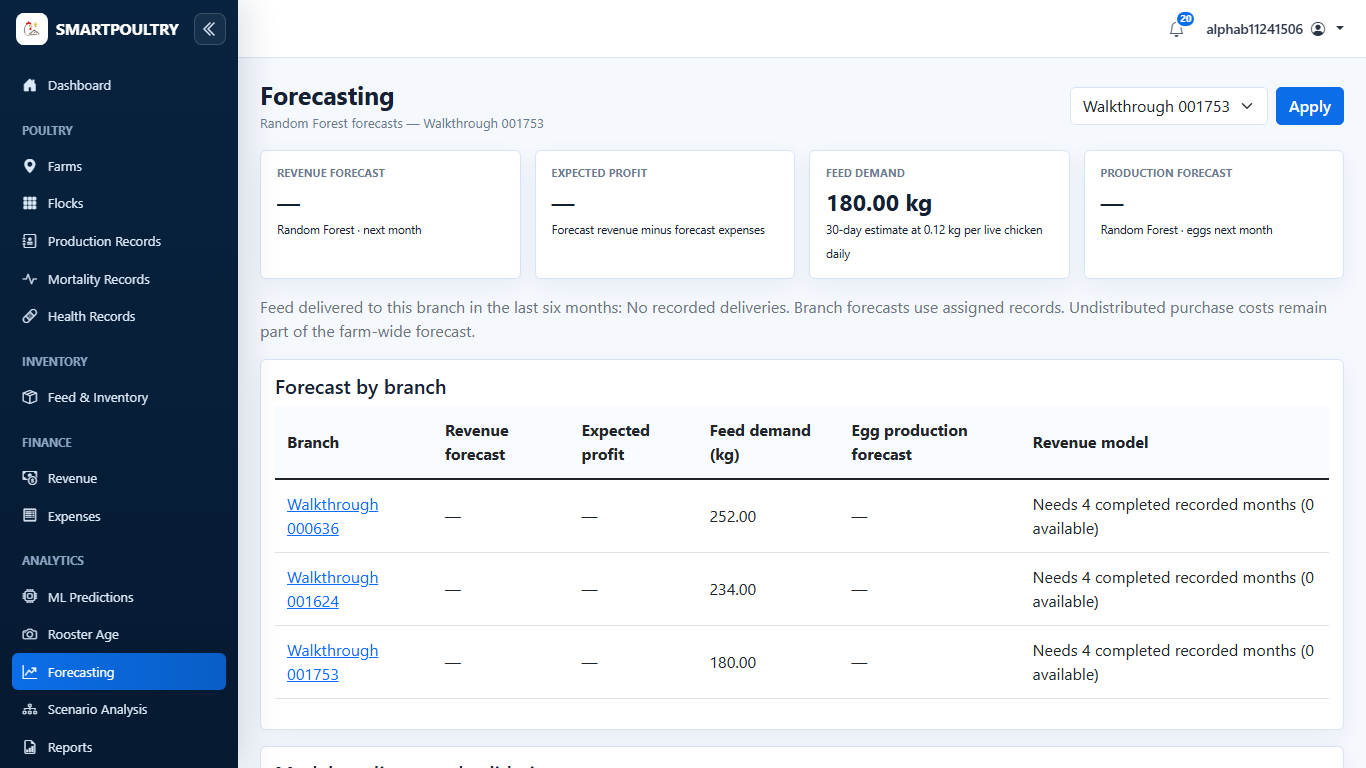 SMARTPOULTRY
20
alphab11241506
Dashboard
POULTRY
Farms
Flocks
Production Records
Mortality Records
Health Records
INVENTORY
Feed & Inventory
FINANCE
Revenue
Expenses
ANALYTICS
ML Predictions
Rooster Age
Forecasting
Scenario Analysis
Reports
Forecasting
Random Forest forecasts — Walkthrough 001753
Walkthrough 001753
Apply
REVENUE FORECAST
—
Random Forest · next month
EXPECTED PROFIT
—
Forecast revenue minus forecast expenses
FEED DEMAND
180.00 kg
30-day estimate at 0.12 kg per live chicken
daily
PRODUCTION FORECAST
—
Random Forest · eggs next month
Feed delivered to this branch in the last six months: No recorded deliveries. Branch forecasts use assigned records. Undistributed purchase costs remain
part of the farm-wide forecast.
Forecast by branch
Branch
Revenue
forecast
Expected
profit
Feed demand
(kg)
Egg production
forecast
Revenue model
Walkthrough
000636
—
—
252.00
—
Needs 4 completed recorded months (0
available)
Walkthrough
001624
—
—
234.00
—
Needs 4 completed recorded months (0
available)
Walkthrough
001753
—
—
180.00
—
Needs 4 completed recorded months (0
available)